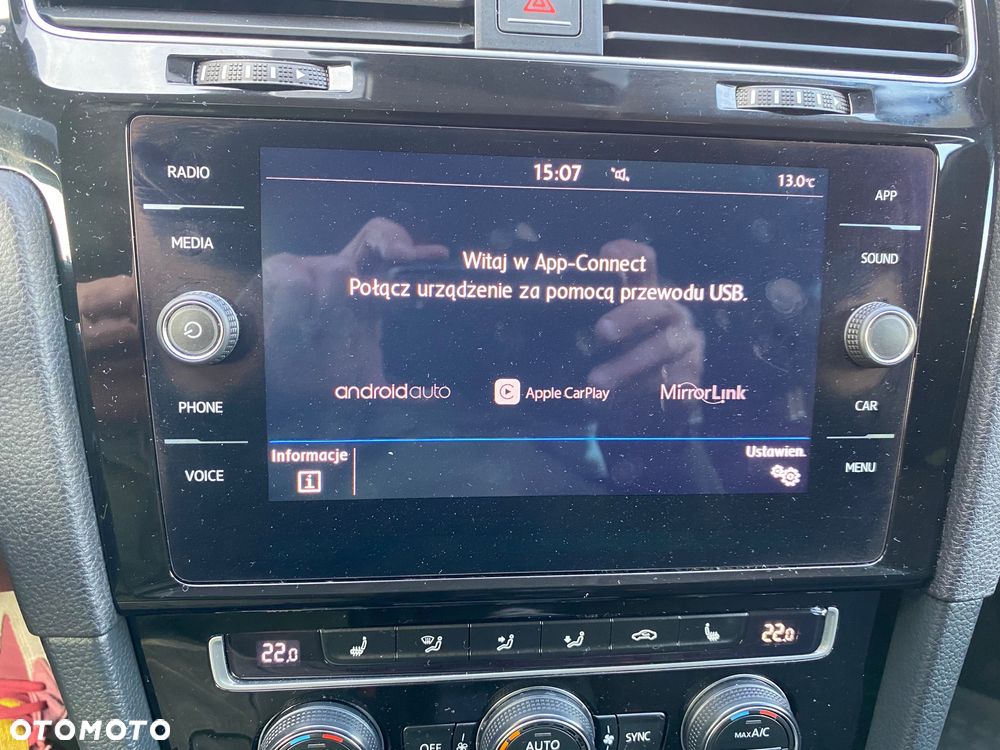 RADIO
MEDIA
PHONE
VOICE
15:07
13.0°C
Witaj w App-Connect
Połącz urządzenie za pomocą przewodu USB.
androidauto
Apple CarPlay
MirrorLink
Informacje
i
Ustawien.
APP
SOUND
CAR
MENU
22.0
22.0
OFF
AUTO
SYNC
MAX A/C
OTOMOTO